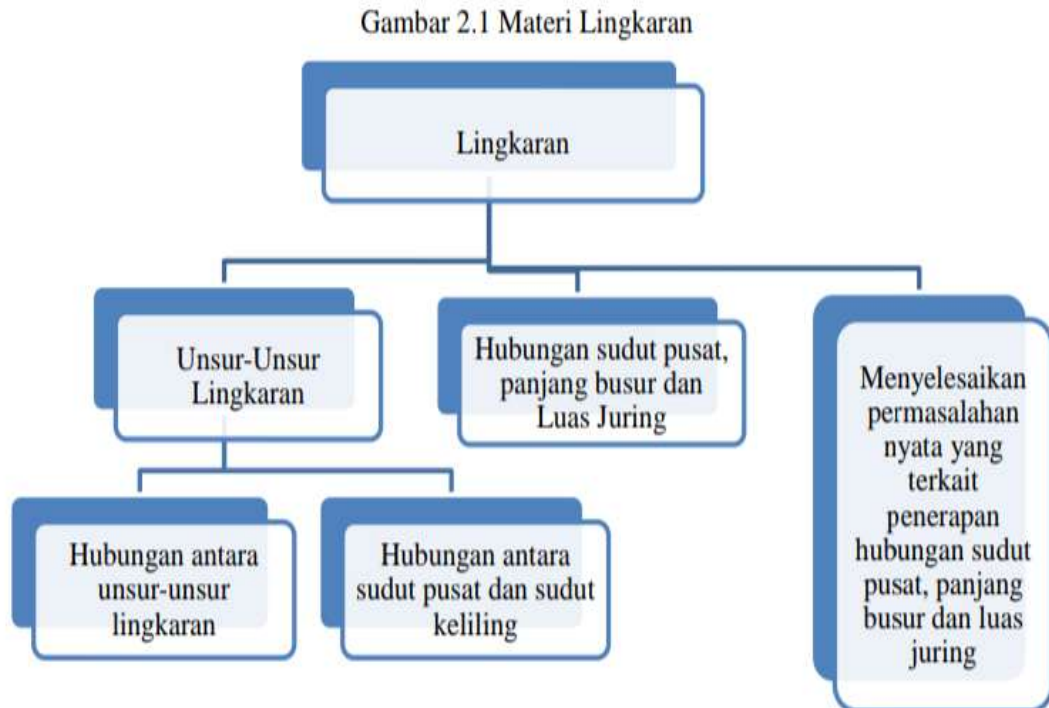 Gambar 2.1 Materi Lingkaran
Lingkaran
Unsur-Unsur
Lingkaran
Hubungan sudut pusat,
panjang busur dan
Luas Juring
Menyelesaikan
permasalahan
nyata yang
terkait
penerapan
hubungan sudut
pusat, panjang
busur dan luas
juring
Hubungan antara
unsur-unsur
lingkaran
Hubungan antara
sudut pusat dan sudut
keliling